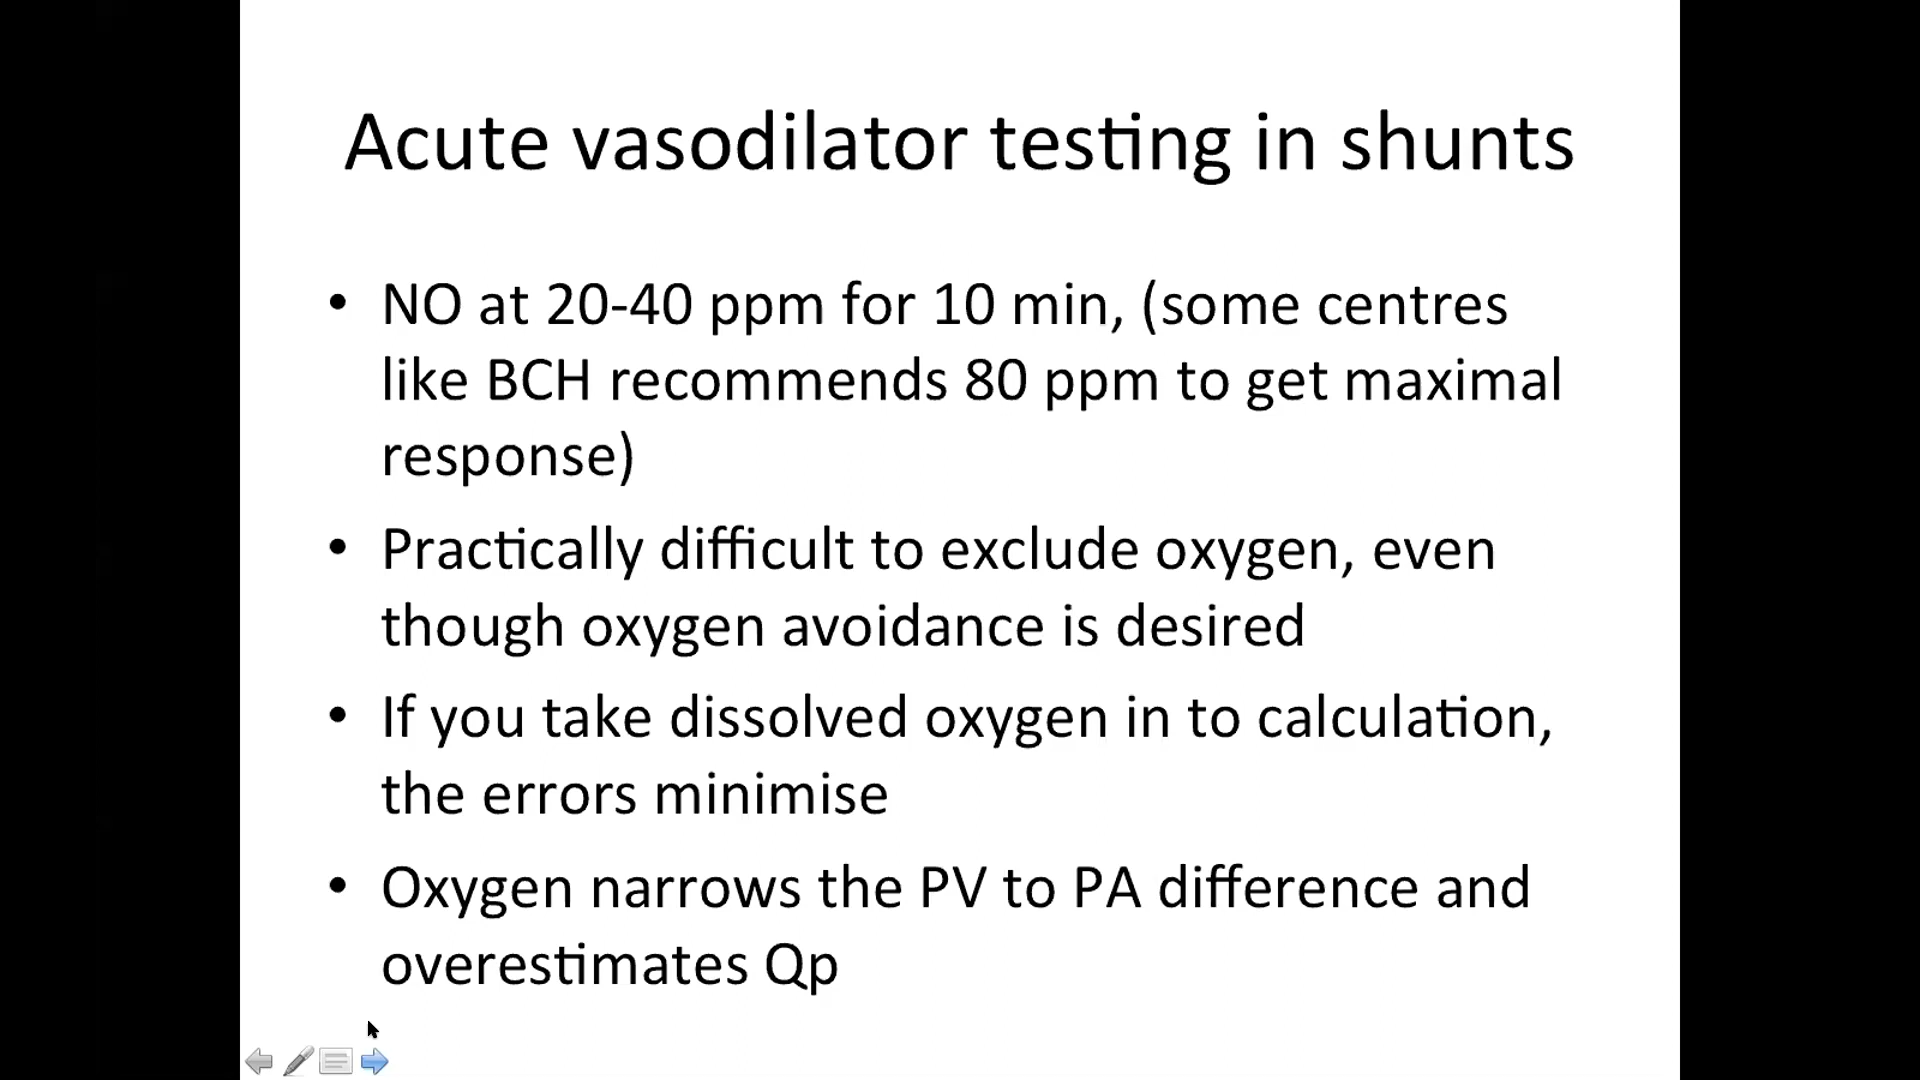 Acute vasodilator testing in shunts
• NO at 20-40 ppm for 10 min, (some centres
like BCH recommends 80 ppm to get maximal
response)
• Practically difficult to exclude oxygen, even
though oxygen avoidance is desired
• If you take dissolved oxygen in to calculation,
the errors minimise
• Oxygen narrows the PV to PA difference and
overestimates Qp